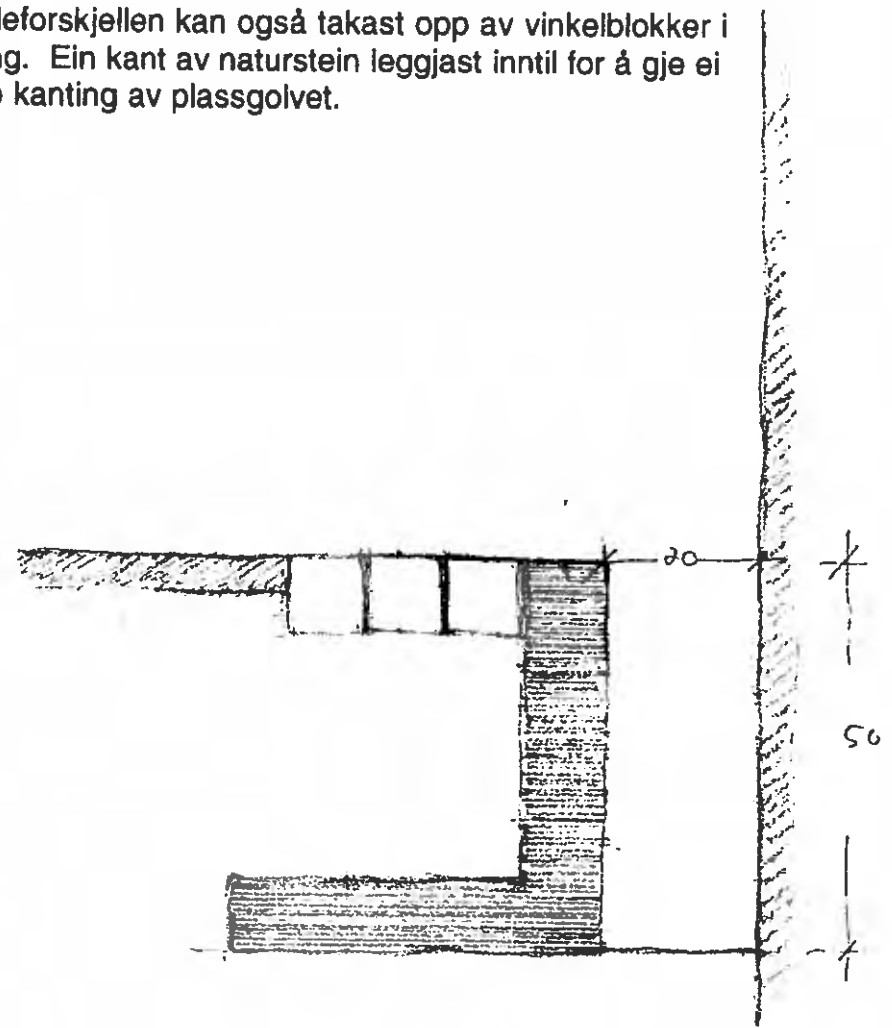 leforskjellen kan også takast opp av vinkelblokker i
ng. Ein kant av naturstein leggjast inntil for å gje ei
kanting av plassgolvet.
20
50